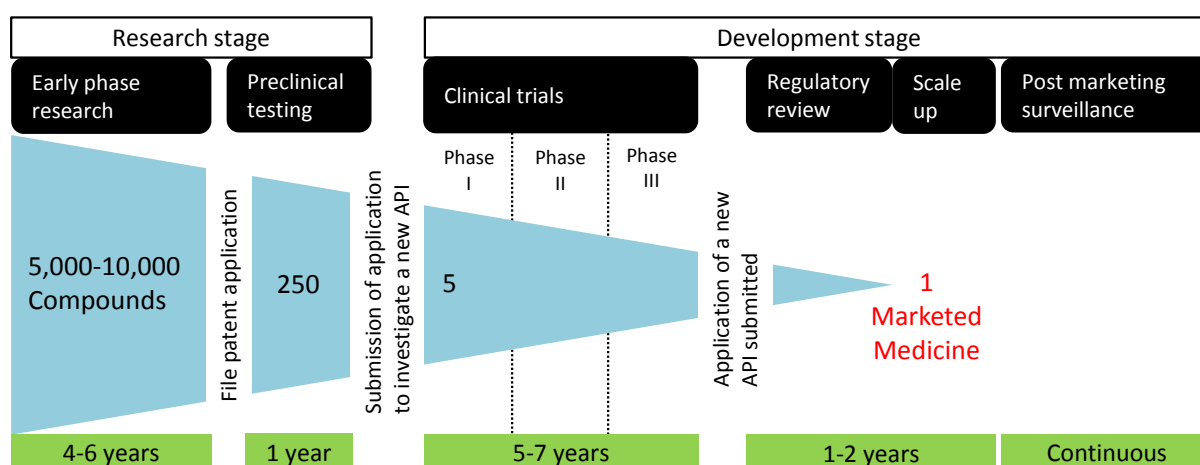 Research stage
Development stage
Early phase
research
Preclinical
testing
Clinical trials
Regulatory
review
Scale
up
Post marketing
surveillance
Phase
I
Phase
II
Phase
III
5,000-10,000
Compounds
File patent application
250
Submission of application
to investigate a new API
5
Application of a new
API submitted
1
Marketed
Medicine
4-6 years
1 year
5-7 years
1-2 years
Continuous